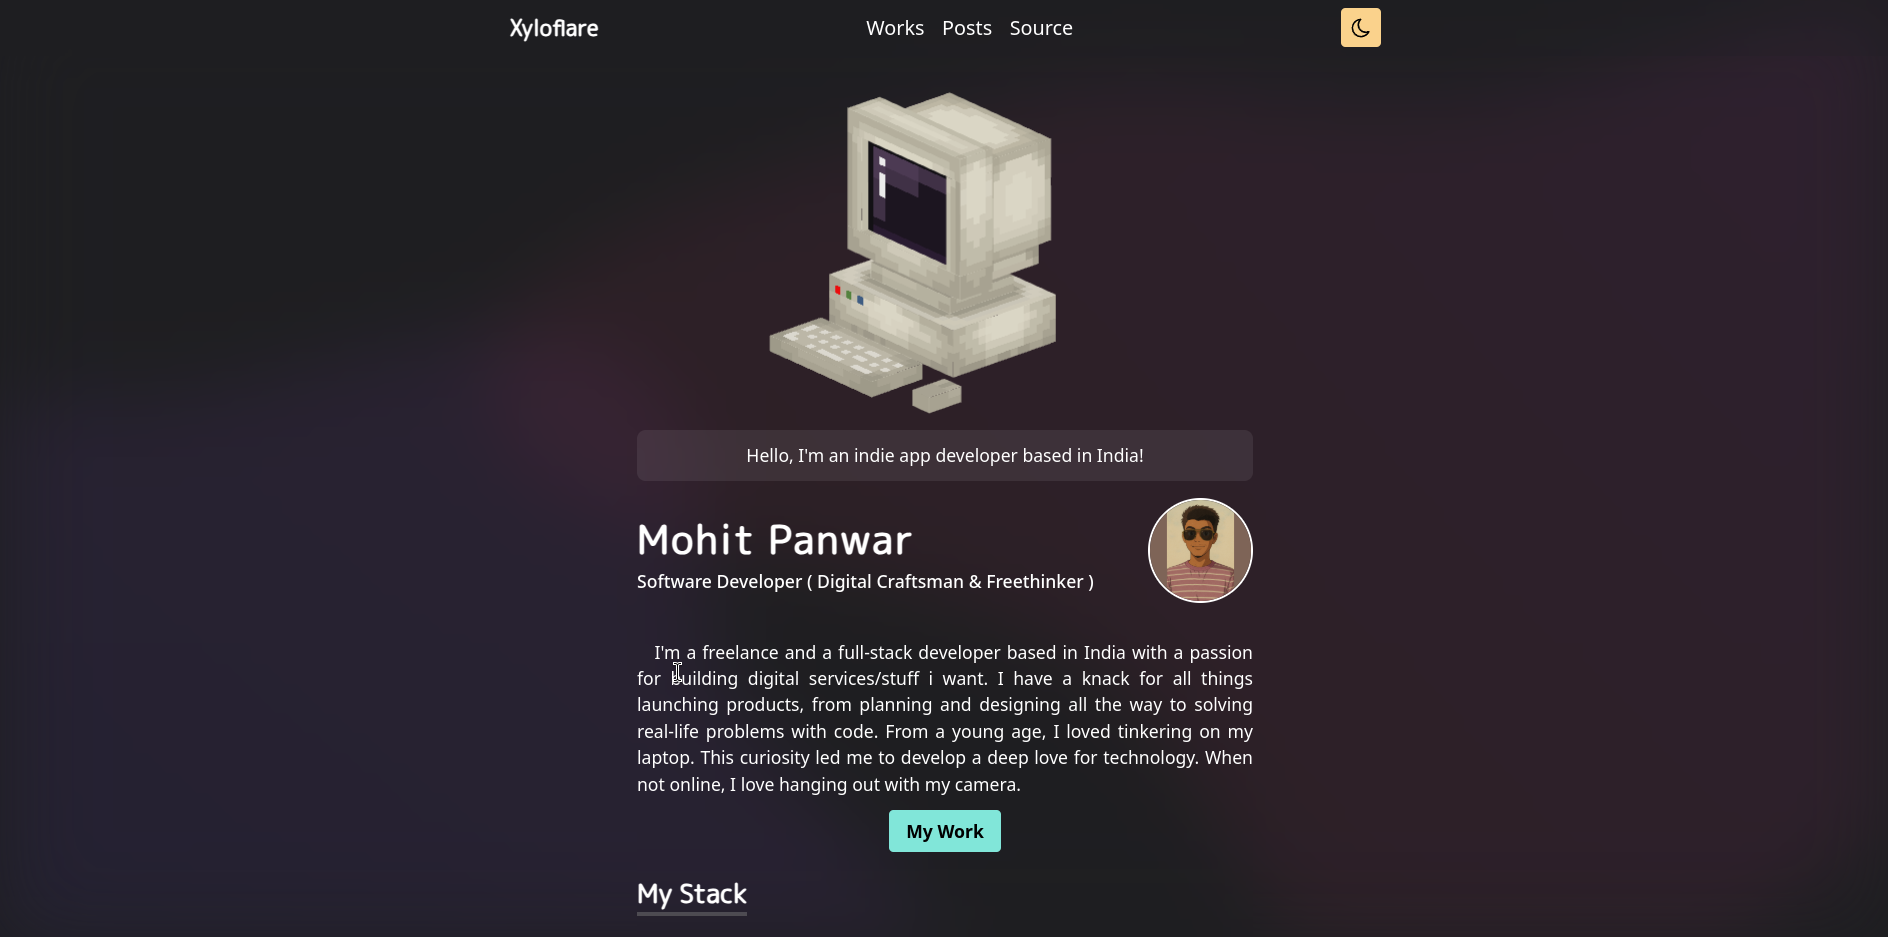 Xyloflare
Works Posts Source
Hello, I'm an indie app developer based in India!
Mohit Panwar
Software Developer ( Digital Craftsman & Freethinker )
I'm a freelance and a full-stack developer based in India with a passion
for building digital services/stuff i want. I have a knack for all things
launching products, from planning and designing all the way to solving
real-life problems with code. From a young age, I loved tinkering on my
laptop. This curiosity led me to develop a deep love for technology. When
not online, I love hanging out with my camera.
My Work
My Stack